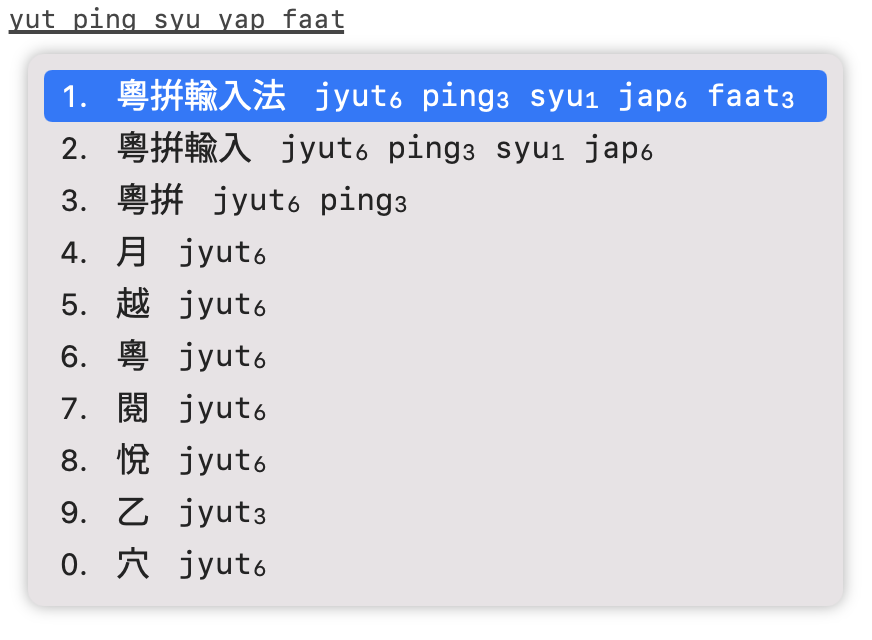 yut ping syu yap faat
1. 粵拼輸入法 jyut6 ping3 syu1 jap6 faat3
2. 粵拼輸入 jyut6 ping3 syu1 jap6
3. 粵拼 jyut6 ping3
4. 月 jyut6
5. 越 jyut6
6. 粵 jyut6
7. 閱 jyut6
8. 悅 jyut6
9. 乙 jyut3
0. 穴 jyut6